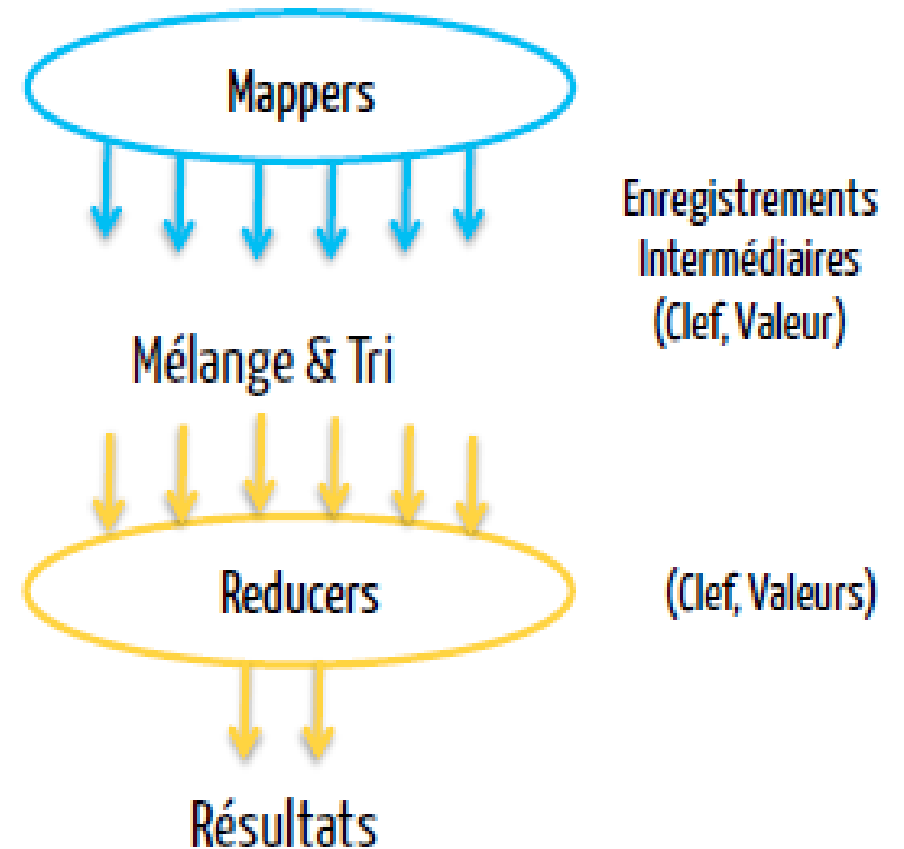 Mappers
Enregistrements
Intermédiaires
(Clef, Valeur)
Mélange & Tri
Reducers
(Clef, Valeurs)
Résultats